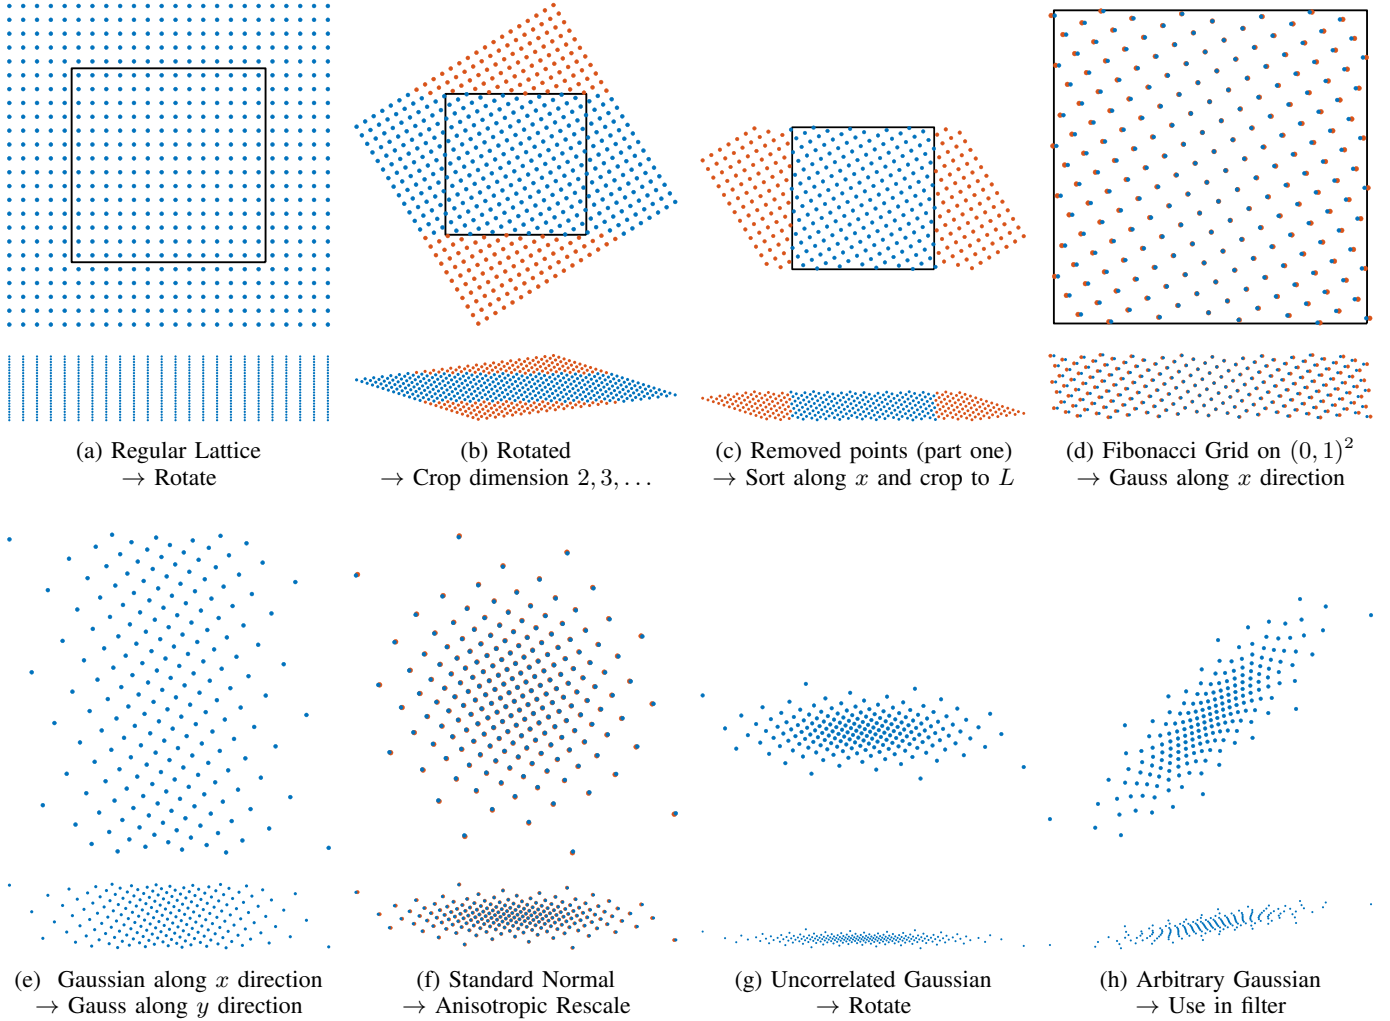 (a) Regular Lattice
→ Rotate
(b) Rotated
→ Crop dimension 2, 3, . . .
(c) Removed points (part one)
→ Sort along x and crop to L
(d) Fibonacci Grid on (0, 1)²
→ Gauss along x direction
(e) Gaussian along x direction
→ Gauss along y direction
(f) Standard Normal
→ Anisotropic Rescale
(g) Uncorrelated Gaussian
→ Rotate
(h) Arbitrary Gaussian
→ Use in filter